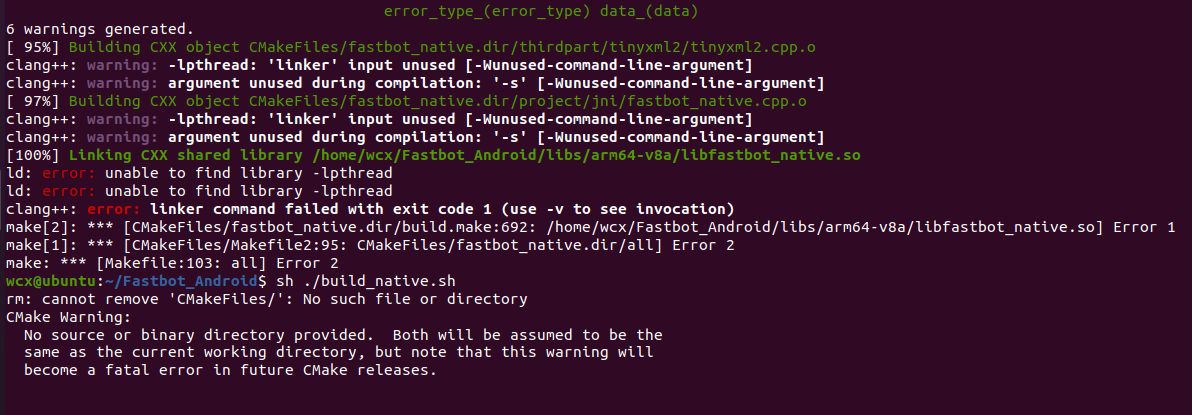 error_type_(error_type) data_(data)
6 warnings generated.
[ 95%] Building CXX object CMakeFiles/fastbot_native.dir/thirdpart/tinyxml2/tinyxml2.cpp.o
clang++: warning: -lpthread: 'linker' input unused [-Wunused-command-line-argument]
clang++: warning: argument unused during compilation: '-s' [-Wunused-command-line-argument]
[ 97%] Building CXX object CMakeFiles/fastbot_native.dir/project/jni/fastbot_native.cpp.o
clang++: warning: -lpthread: 'linker' input unused [-Wunused-command-line-argument]
clang++: warning: argument unused during compilation: '-s' [-Wunused-command-line-argument]
[100%] Linking CXX shared library /home/wcx/Fastbot_Android/libs/arm64-v8a/libfastbot_native.so
ld: error: unable to find library -lpthread
ld: error: unable to find library -lpthread
clang++: error: linker command failed with exit code 1 (use -v to see invocation)
make[2]: *** [CMakeFiles/fastbot_native.dir/build.make:692: /home/wcx/Fastbot_Android/libs/arm64-v8a/libfastbot_native.so] Error 1
make[1]: *** [CMakeFiles/Makefile2:95: CMakeFiles/fastbot_native.dir/all] Error 2
make: *** [Makefile:103: all] Error 2
wcx@ubuntu:~/Fastbot_Android$ sh ./build_native.sh
rm: cannot remove 'CMakeFiles/': No such file or directory
CMake Warning:
  No source or binary directory provided.  Both will be assumed to be the
  same as the current working directory, but note that this warning will
  become a fatal error in future CMake releases.